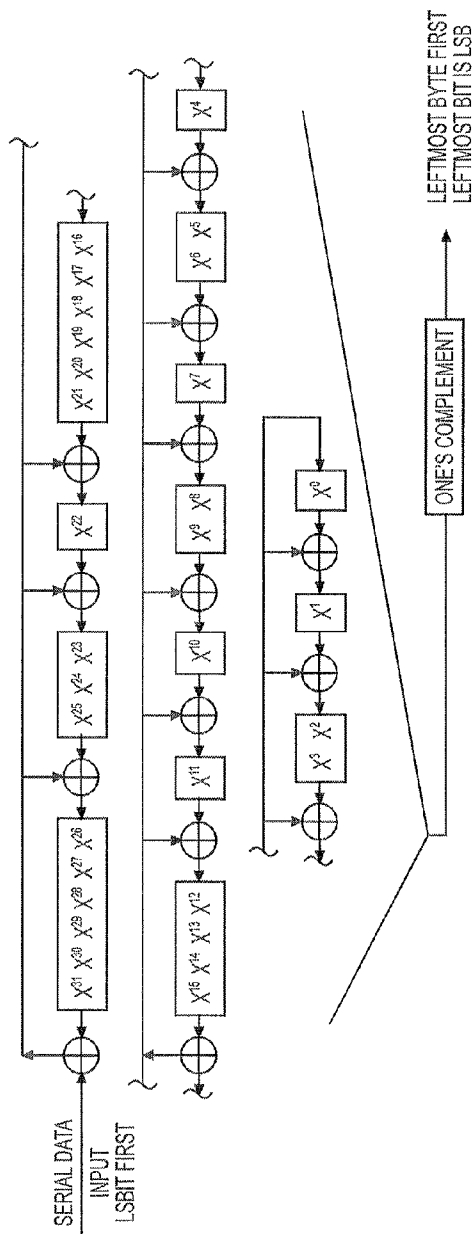 SERIAL DATA
INPUT
LSBIT FIRST
X³¹ X³⁰ X²⁹ X²⁸ X²⁷ X²⁶
X²⁵ X²⁴ X²³
X²²
X²¹ X²⁰ X¹⁹ X¹⁸ X¹⁷ X¹⁶
X¹⁵ X¹⁴ X¹³ X¹²
X¹¹
X¹⁰
X⁹ X⁸
X⁷
X⁶ X⁵
X⁴
X³ X²
X¹
X⁰
ONE'S COMPLEMENT
LEFTMOST BYTE FIRST
LEFTMOST BIT IS LSB